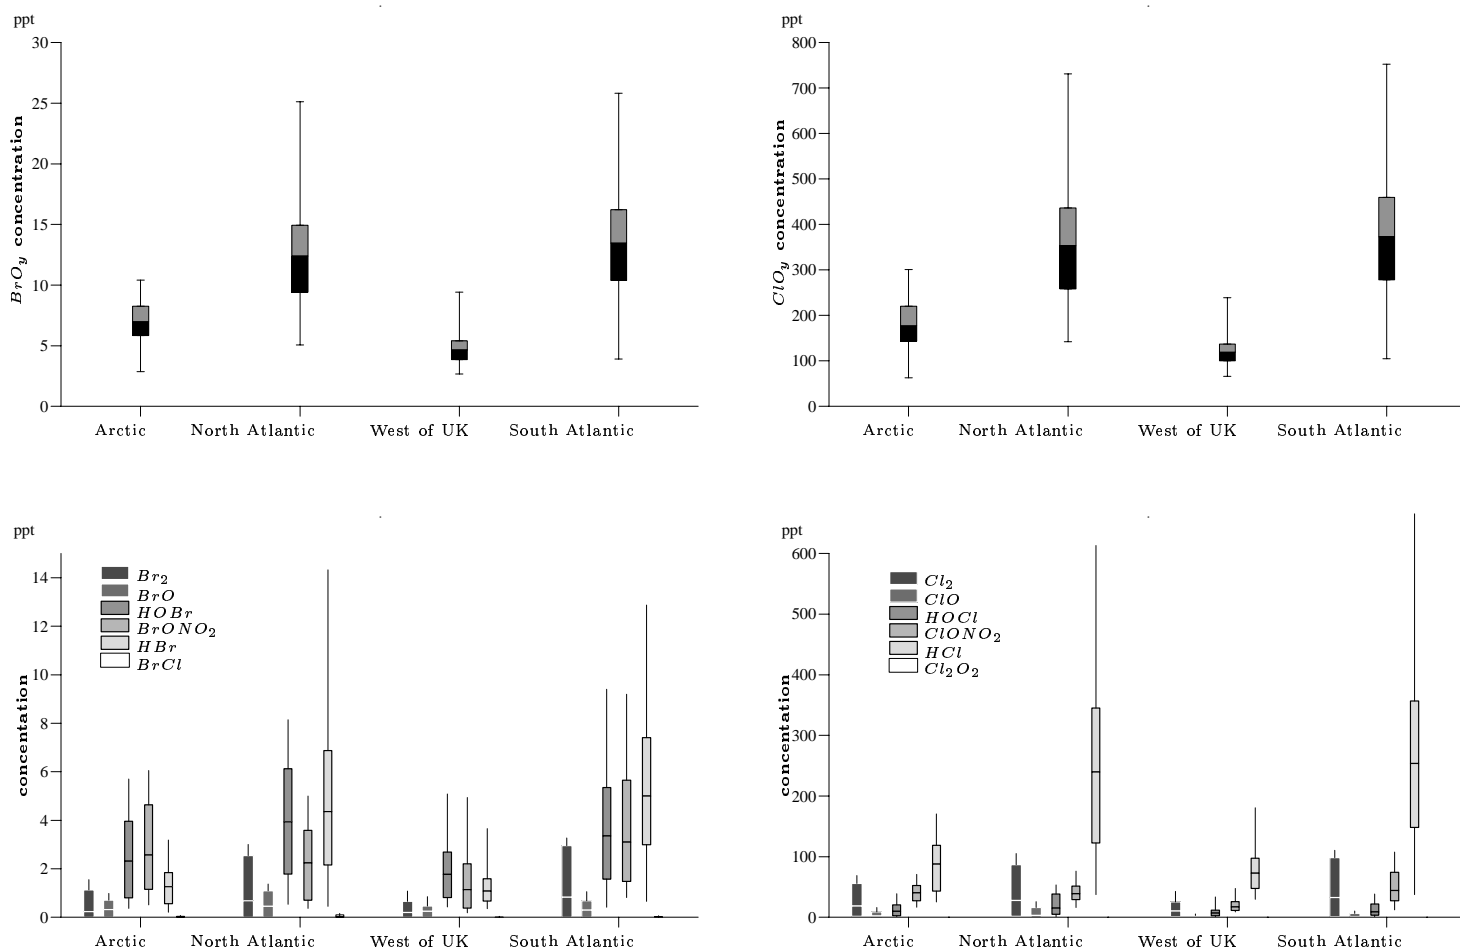 ppt
30
25
20
15
10
5
0
BrOy concentration
Arctic North Atlantic West of UK South Atlantic
ppt
800
700
600
500
400
300
200
100
0
ClOy concentration
Arctic North Atlantic West of UK South Atlantic
ppt
14
12
10
8
6
4
2
0
concentation
Br2
BrO
HOBr
BrONO2
HBr
BrCl
Arctic North Atlantic West of UK South Atlantic
ppt
600
500
400
300
200
100
0
concentation
Cl2
ClO
HOCl
ClONO2
HCl
Cl2O2
Arctic North Atlantic West of UK South Atlantic